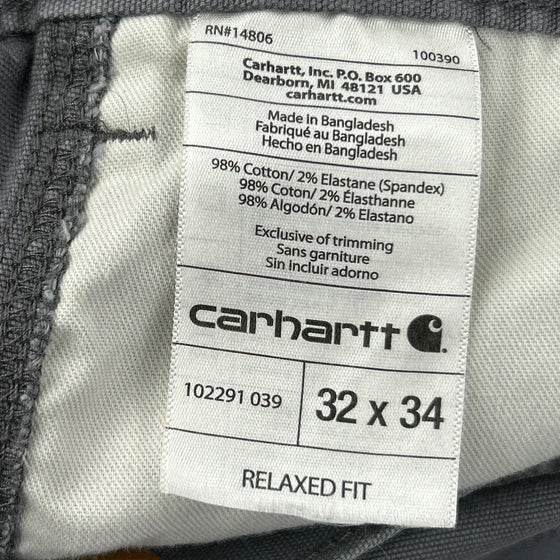 RN#14806
100390
Carhartt, Inc. P.O. Box 600
Dearborn, MI 48121 USA
carhartt.com
Made in Bangladesh
Fabriqué au Bangladesh
Hecho en Bangladesh
98% Cotton/ 2% Elastane (Spandex)
98% Coton/ 2% Élasthanne
98% Algodón/ 2% Elastano
Exclusive of trimming
Sans garniture
Sin incluir adorno
carhartt
102291 039
32 x 34
RELAXED FIT